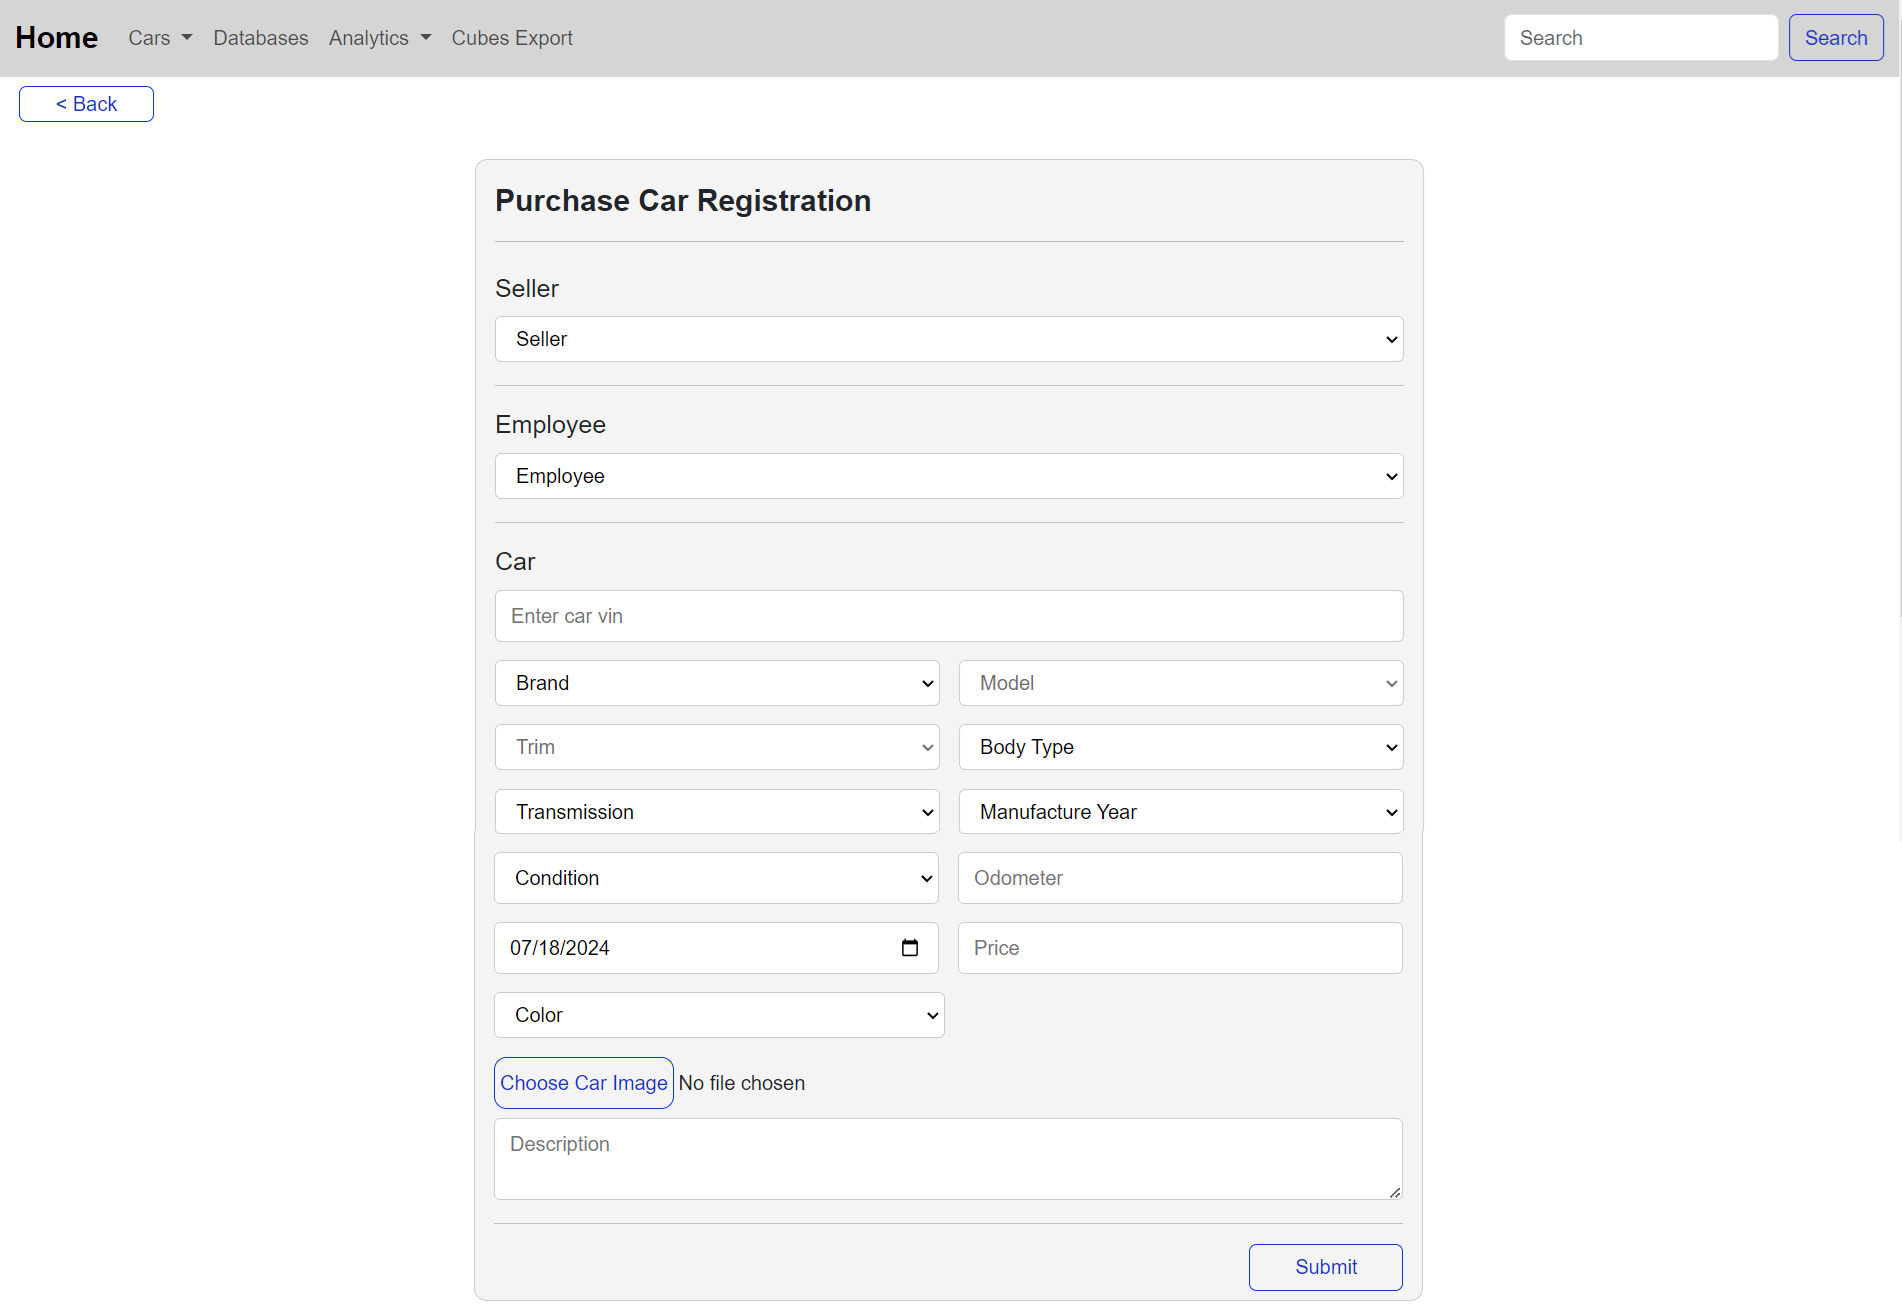 Home Cars Databases Analytics Cubes Export Search Search
< Back
Purchase Car Registration
Seller
Seller
Employee
Employee
Car
Enter car vin
Brand Model
Trim Body Type
Transmission Manufacture Year
Condition Odometer
07/18/2024 Price
Color
Choose Car Image No file chosen
Description
Submit